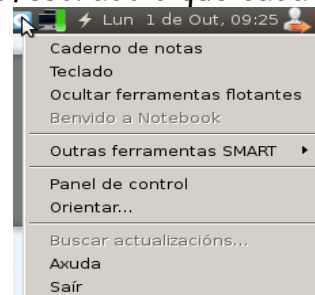 Lun 1 de Out, 09:25
Caderno de notas
Teclado
Ocultar ferramentas flotantes
Benvido a Notebook
Outras ferramentas SMART
Panel de control
Orientar...
Buscar actualizacións...
Axuda
Saír